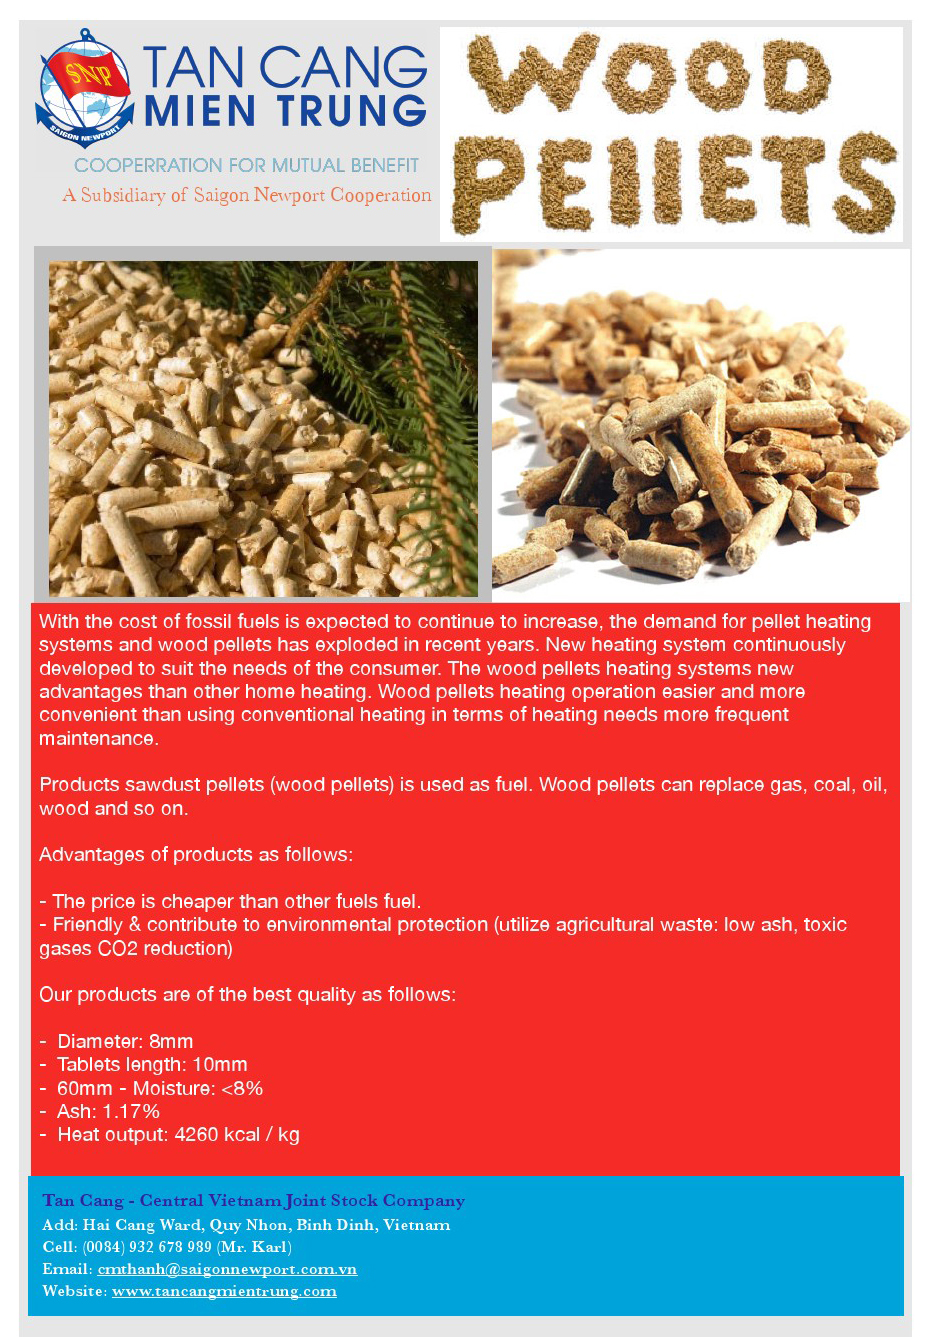 SNP
SAIGON NEWPORT
TAN CANG
MIEN TRUNG
COOPERRATION FOR MUTUAL BENEFIT
A Subsidiary of Saigon Newport Cooperation
WOOD
PEllETS
With the cost of fossil fuels is expected to continue to increase, the demand for pellet heating
systems and wood pellets has exploded in recent years. New heating system continuously
developed to suit the needs of the consumer. The wood pellets heating systems new
advantages than other home heating. Wood pellets heating operation easier and more
convenient than using conventional heating in terms of heating needs more frequent
maintenance.
Products sawdust pellets (wood pellets) is used as fuel. Wood pellets can replace gas, coal, oil,
wood and so on.
Advantages of products as follows:
- The price is cheaper than other fuels fuel.
- Friendly & contribute to environmental protection (utilize agricultural waste: low ash, toxic
gases CO2 reduction)
Our products are of the best quality as follows:
- Diameter: 8mm
- Tablets length: 10mm
- 60mm - Moisture: <8%
- Ash: 1.17%
- Heat output: 4260 kcal / kg
Tan Cang - Central Vietnam Joint Stock Company
Add: Hai Cang Ward, Quy Nhon, Binh Dinh, Vietnam
Cell: (0084) 932 678 989 (Mr. Karl)
Email: cmthanh@saigonnewport.com.vn
Website: www.tancangmientrung.com